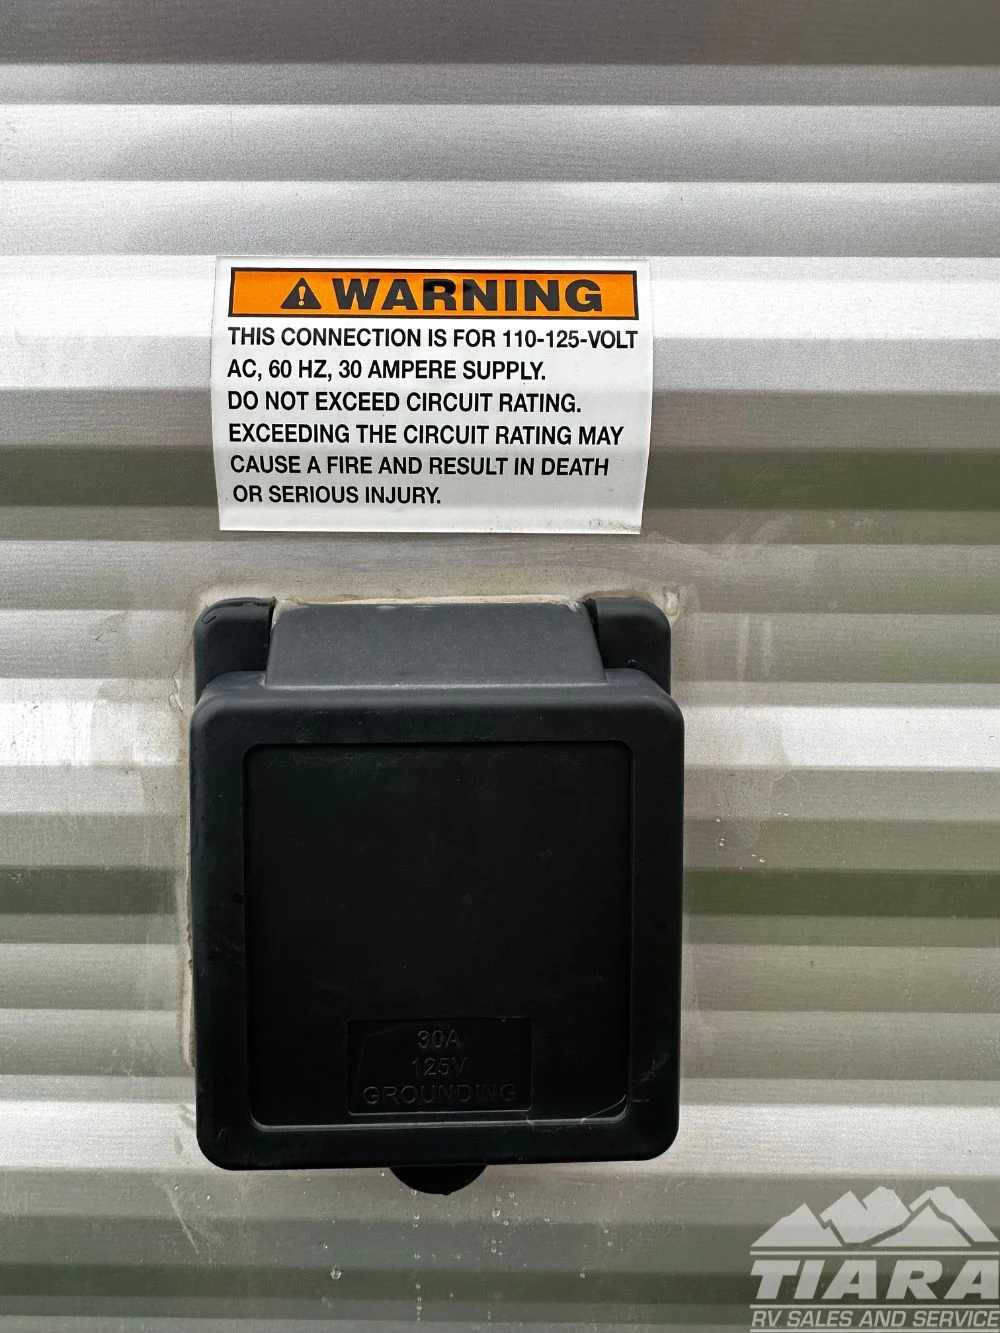 WARNING
THIS CONNECTION IS FOR 110-125-VOLT
AC, 60 HZ, 30 AMPERE SUPPLY.
DO NOT EXCEED CIRCUIT RATING.
EXCEEDING THE CIRCUIT RATING MAY
CAUSE A FIRE AND RESULT IN DEATH
OR SERIOUS INJURY.
30A
125V
GROUNDING
TIARA
RV SALES AND SERVICE